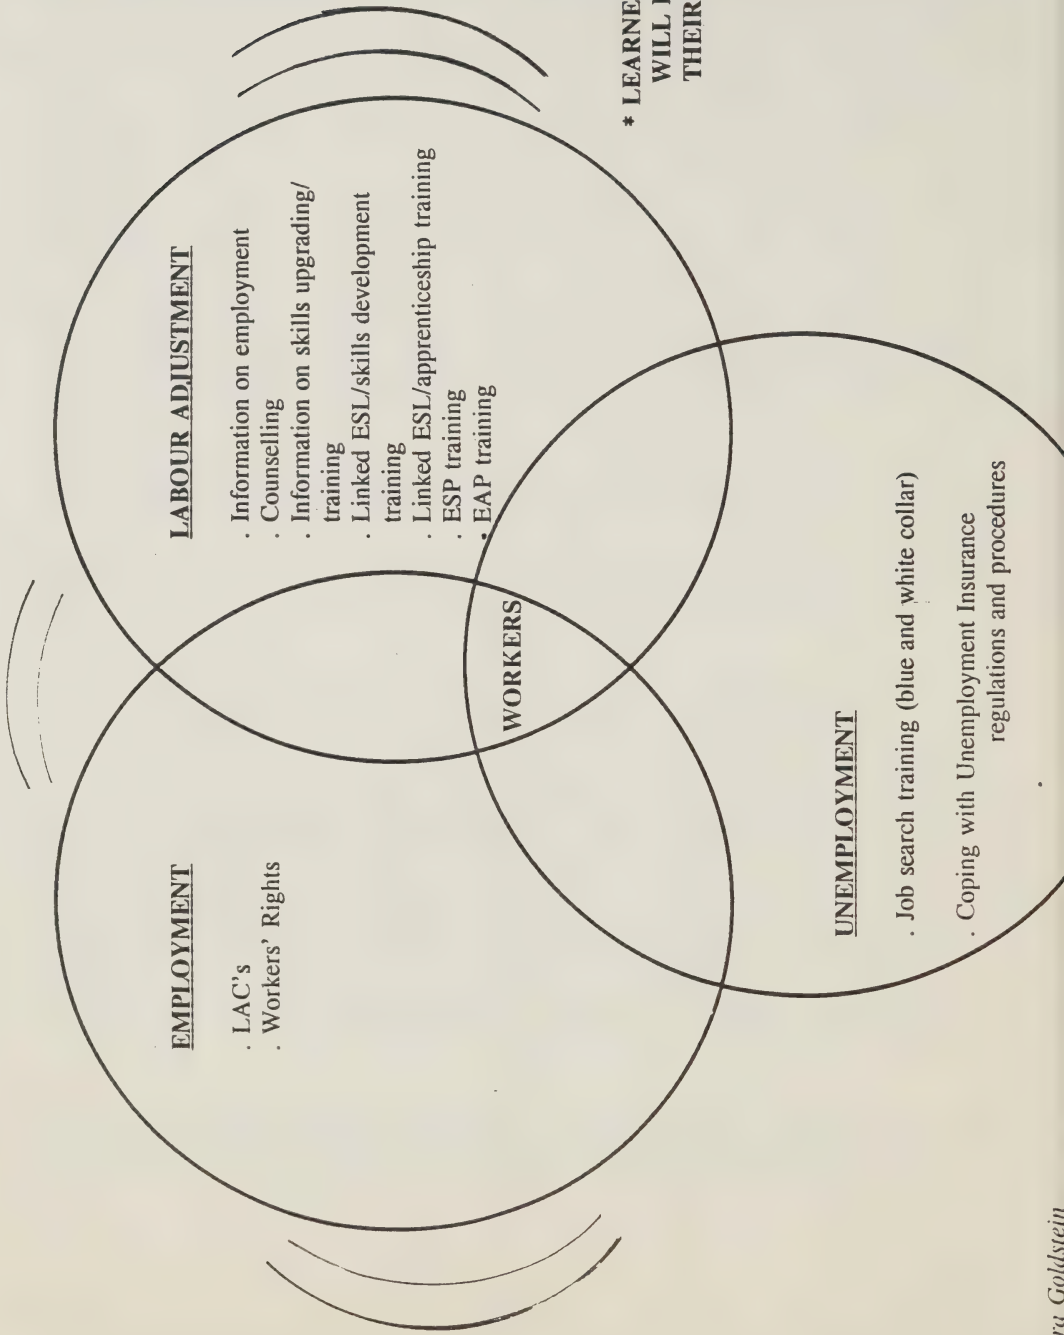 EMPLOYMENT
. LAC's
. Workers' Rights
LABOUR ADJUSTMENT
. Information on employment
. Counselling
. Information on skills upgrading/
training
. Linked ESL/skills development
training
. Linked ESL/apprenticeship training
. ESP training
. EAP training
WORKERS
* LEARNE
WILL
THEIR
UNEMPLOYMENT
. Job search training (blue and white collar)
. Coping with Unemployment Insurance
regulations and procedures
ra Goldstein